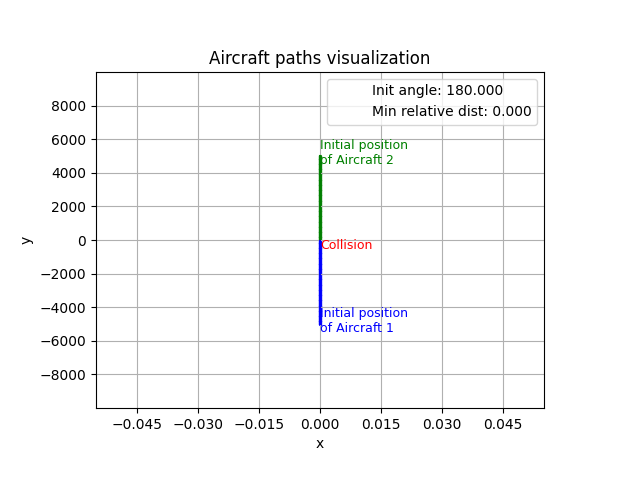 Aircraft paths visualization
Init angle: 180.000
Min relative dist: 0.000
8000
6000
4000
2000
0
−2000
−4000
−6000
−8000
y
Initial position
of Aircraft 2
Collision
Initial position
of Aircraft 1
−0.045
−0.030
−0.015
0.000
0.015
0.030
0.045
x